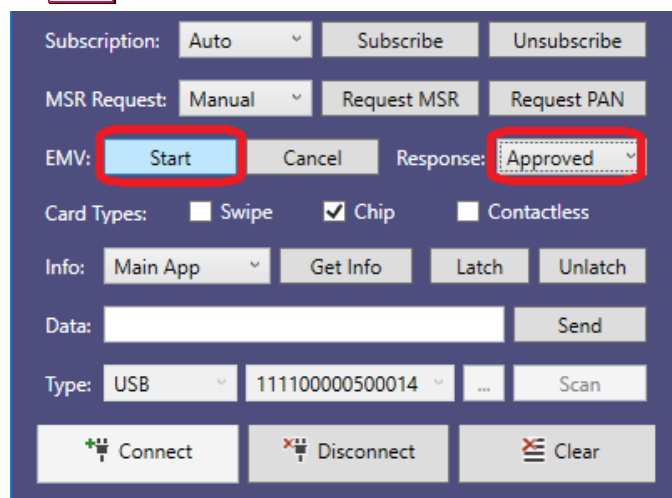 Subscription: Auto Subscribe Unsubscribe
MSR Request: Manual Request MSR Request PAN
EMV: Start Cancel Response: Approved
Card Types: Swipe Chip Contactless
Info: Main App Get Info Latch Unlatch
Data: Send
Type: USB 111100000500014 ... Scan
Connect Disconnect Clear